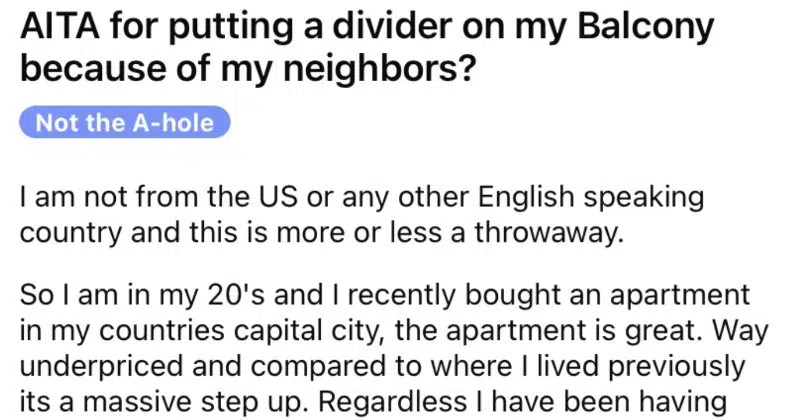 AITA for putting a divider on my Balcony
because of my neighbors?
Not the A-hole
I am not from the US or any other English speaking
country and this is more or less a throwaway.
So I am in my 20's and I recently bought an apartment
in my countries capital city, the apartment is great. Way
underpriced and compared to where I lived previously
its a massive step up. Regardless I have been having